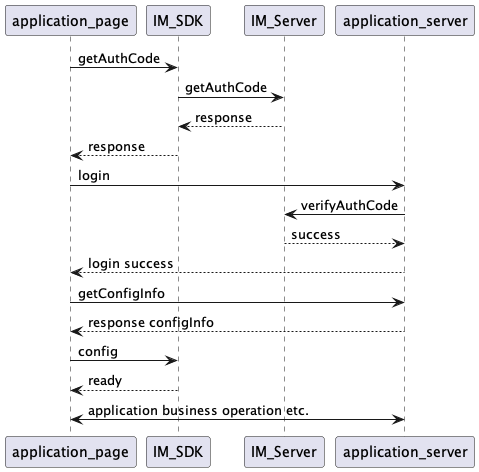 application_page IM_SDK IM_Server application_server
getAuthCode
getAuthCode
response
response
login
verifyAuthCode
success
login success
getConfigInfo
response configInfo
config
ready
application business operation etc.
application_page IM_SDK IM_Server application_server